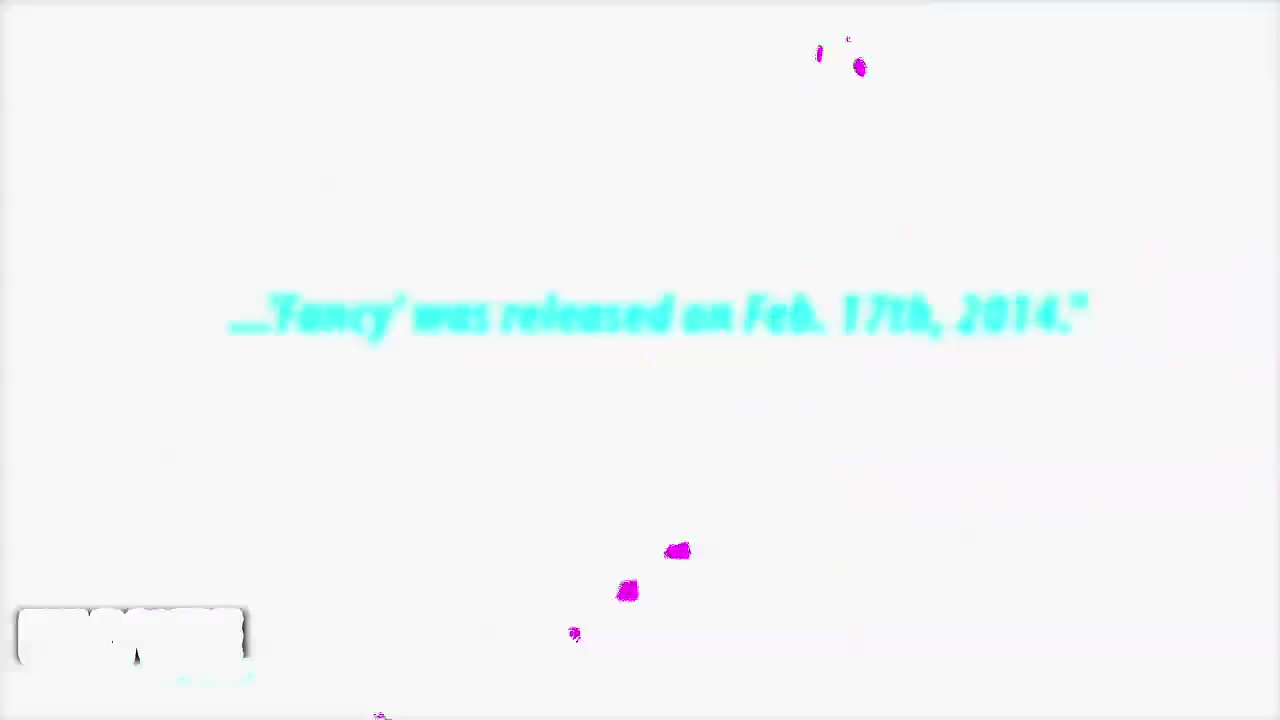 ...'Fancy' was released on Feb. 17th, 2014."